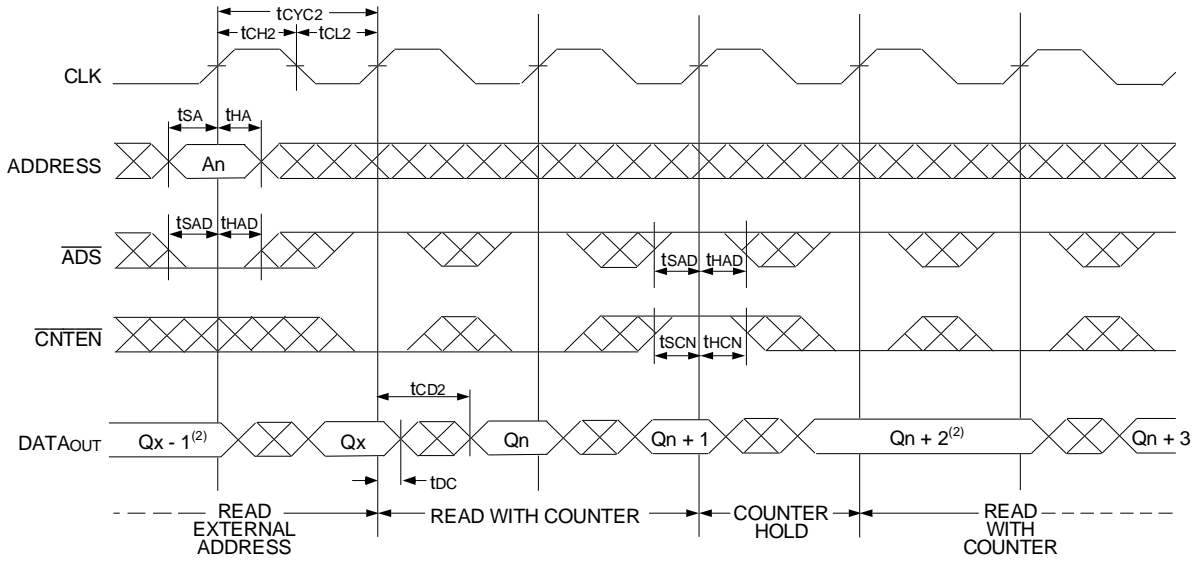 tCYC2
tCH2 tCL2
CLK
tSA tHA
ADDRESS An
tSAD tHAD
ADS
tSAD tHAD
CNTEN
tSCN tHCN
tCD2
DATAOUT Qx - 1(2) Qx Qn Qn + 1 Qn + 2(2) Qn + 3
tDC
READ EXTERNAL ADDRESS
READ WITH COUNTER
COUNTER HOLD
READ WITH COUNTER